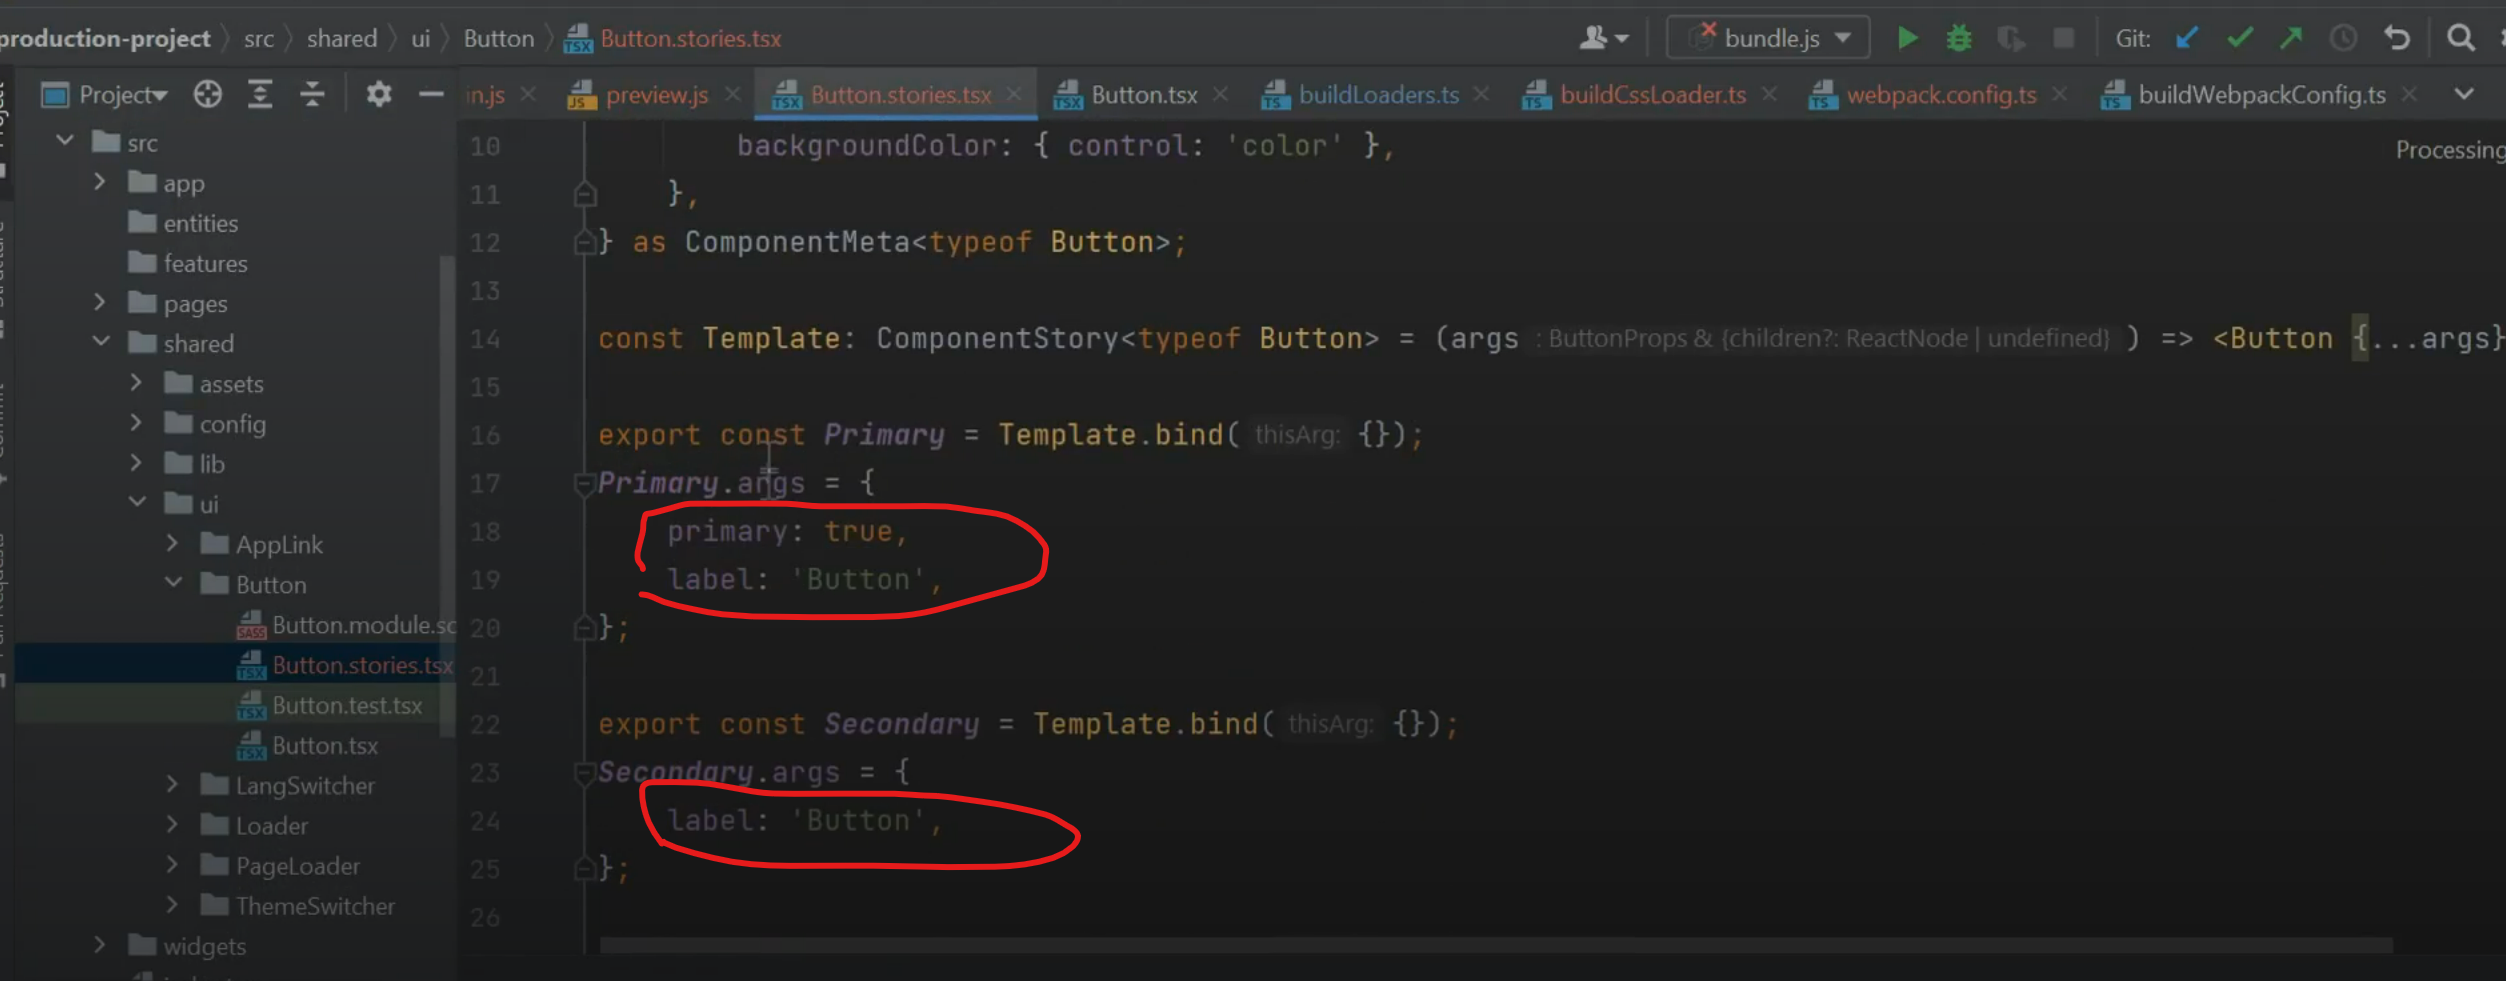 production-project src shared ui Button Button.stories.tsx bundle.js Git:
Project in.js preview.js Button.stories.tsx Button.tsx buildLoaders.ts buildCssLoader.ts webpack.config.ts buildWebpackConfig.ts
src
app
entities
features
pages
shared
assets
config
lib
ui
AppLink
Button
Button.module.sc
Button.stories.tsx
Button.test.tsx
Button.tsx
LangSwitcher
Loader
PageLoader
ThemeSwitcher
widgets
Processing
10 backgroundColor: { control: 'color' },
11 },
12 } as ComponentMeta<typeof Button>;
13
14 const Template: ComponentStory<typeof Button> = (args : ButtonProps & {children?: ReactNode | undefined} ) => <Button {...args}
15
16 export const Primary = Template.bind( thisArg: {});
17 Primary.args = {
18 primary: true,
19 label: 'Button',
20 };
21
22 export const Secondary = Template.bind( thisArg: {});
23 Secondary.args = {
24 label: 'Button',
25 };
26